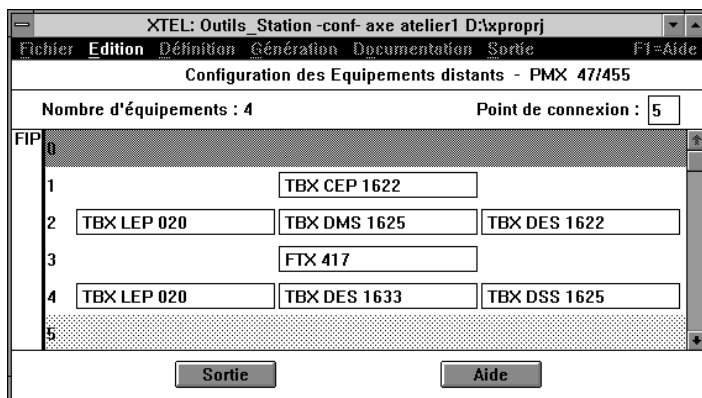 XTEL: Outils_Station -conf- axe atelier1 D:\xproprj
Fichier Edition Définition Génération Documentation Sortie F1=Aide
Configuration des Equipements distants - PMX 47/455
Nombre d'équipements : 4 Point de connexion : 5
FIP 0
1 TBX CEP 1622
2 TBX LEP 020 TBX DMS 1625 TBX DES 1622
3 FTX 417
4 TBX LEP 020 TBX DES 1633 TBX DSS 1625
5
Sortie Aide